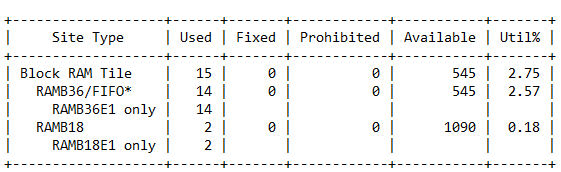 +-------------------+------+-------+------------+-----------+-------+
|     Site Type     | Used | Fixed | Prohibited | Available | Util% |
+-------------------+------+-------+------------+-----------+-------+
| Block RAM Tile    |   15 |     0 |          0 |       545 |  2.75 |
|   RAMB36/FIFO*    |   14 |     0 |          0 |       545 |  2.57 |
|     RAMB36E1 only |   14 |       |            |           |       |
|   RAMB18          |    2 |     0 |          0 |      1090 |  0.18 |
|     RAMB18E1 only |    2 |       |            |           |       |
+-------------------+------+-------+------------+-----------+-------+